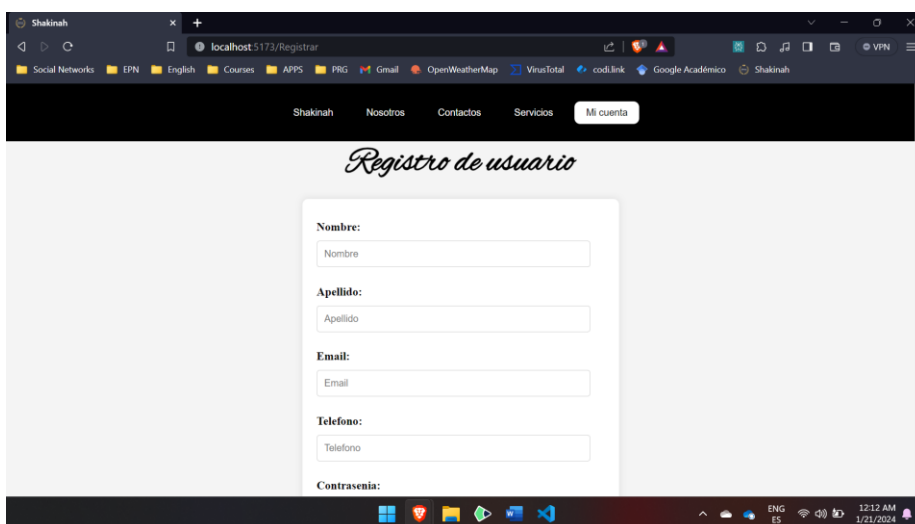 Shakinah
localhost:5173/Registrar
VPN
Social Networks EPN English Courses APPS PRG Gmail OpenWeatherMap VirusTotal codi.link Google Académico Shakinah
Shakinah Nosotros Contactos Servicios Mi cuenta
Registro de usuario
Nombre:
Nombre
Apellido:
Apellido
Email:
Email
Telefono:
Telefono
Contrasenia:
ENG
ES
12:12 AM
1/21/2024